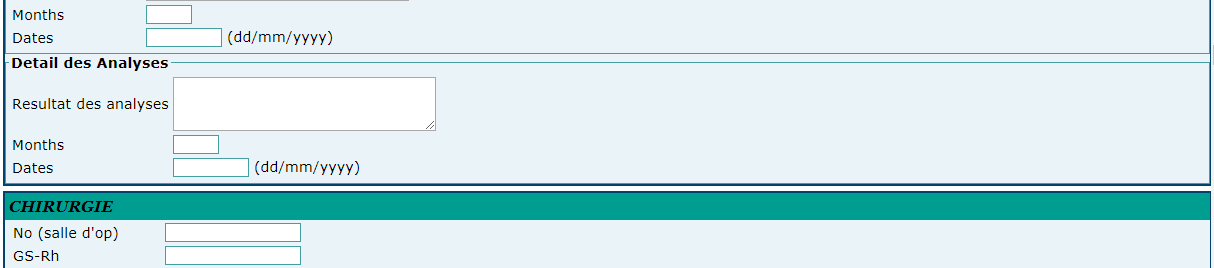 Months
Dates (dd/mm/yyyy)
Detail des Analyses
Resultat des analyses
Months
Dates (dd/mm/yyyy)
CHIRURGIE
No (salle d'op)
GS-Rh